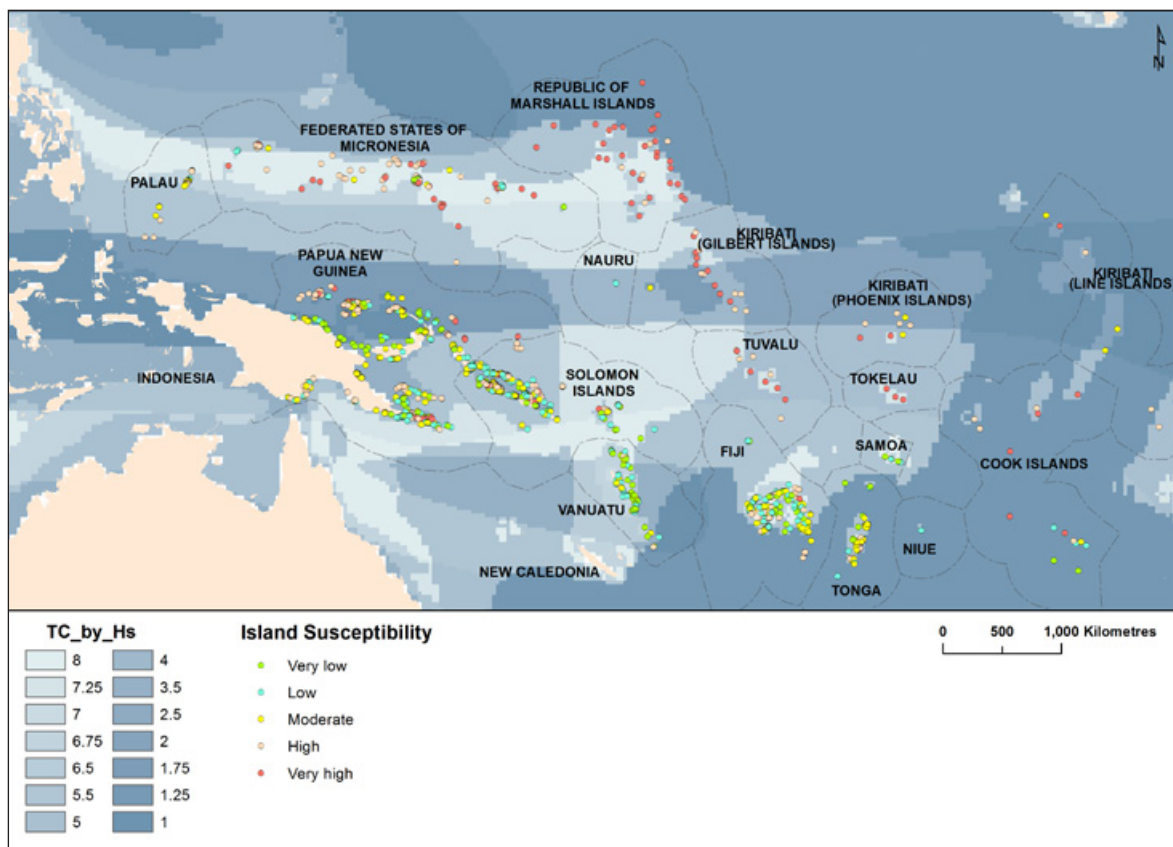 N
REPUBLIC OF
MARSHALL ISLANDS
FEDERATED STATES OF
MICRONESIA
PALAU
KIRIBATI
(GILBERT ISLANDS)
PAPUA NEW
GUINEA
NAURU
KIRIBATI
(LINE ISLANDS)
KIRIBATI
(PHOENIX ISLANDS)
TUVALU
INDONESIA
SOLOMON
ISLANDS
TOKELAU
FIJI
SAMOA
COOK ISLANDS
VANUATU
NIUE
NEW CALEDONIA
TONGA
TC_by_Hs
8
7.25
7
6.75
6.5
5.5
5
4
3.5
2.5
2
1.75
1.25
1
Island Susceptibility
Very low
Low
Moderate
High
Very high
0 500 1,000 Kilometres